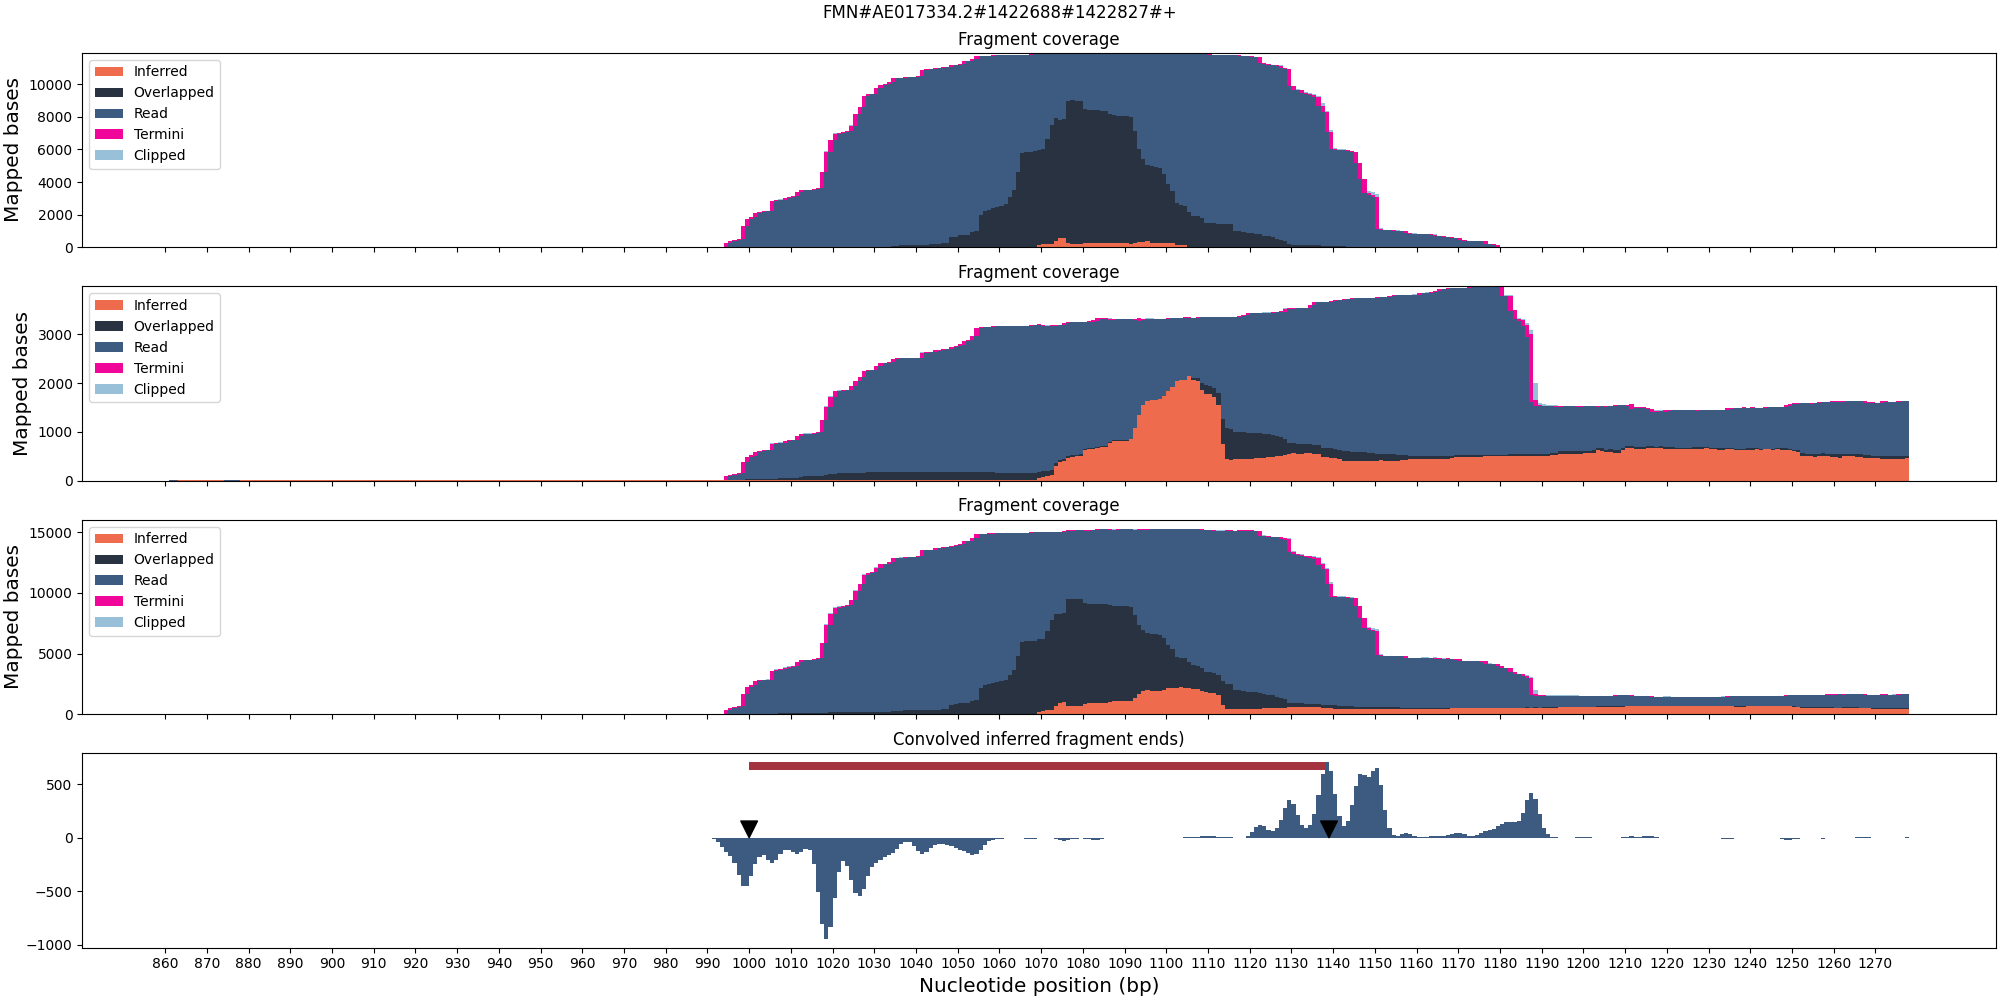 FMN#AE017334.2#1422688#1422827#+
Fragment coverage
Mapped bases
10000
8000
6000
4000
2000
0
Inferred
Overlapped
Read
Termini
Clipped
Fragment coverage
Mapped bases
3000
2000
1000
0
Inferred
Overlapped
Read
Termini
Clipped
Fragment coverage
Mapped bases
15000
10000
5000
0
Inferred
Overlapped
Read
Termini
Clipped
Convolved inferred fragment ends)
500
0
−500
−1000
860 870 880 890 900 910 920 930 940 950 960 970 980 990 1000 1010 1020 1030 1040 1050 1060 1070 1080 1090 1100 1110 1120 1130 1140 1150 1160 1170 1180 1190 1200 1210 1220 1230 1240 1250 1260 1270
Nucleotide position (bp)